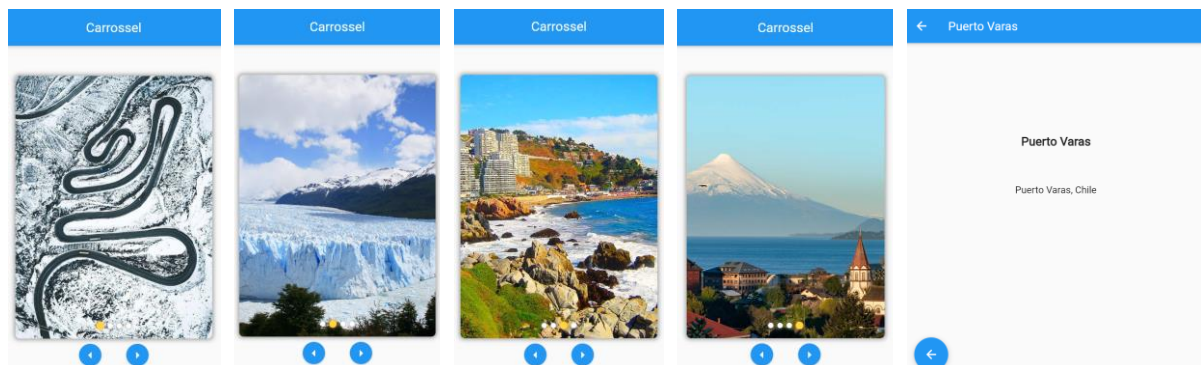 Carrossel
Carrossel
Carrossel
Carrossel
Puerto Varas
Puerto Varas
Puerto Varas, Chile